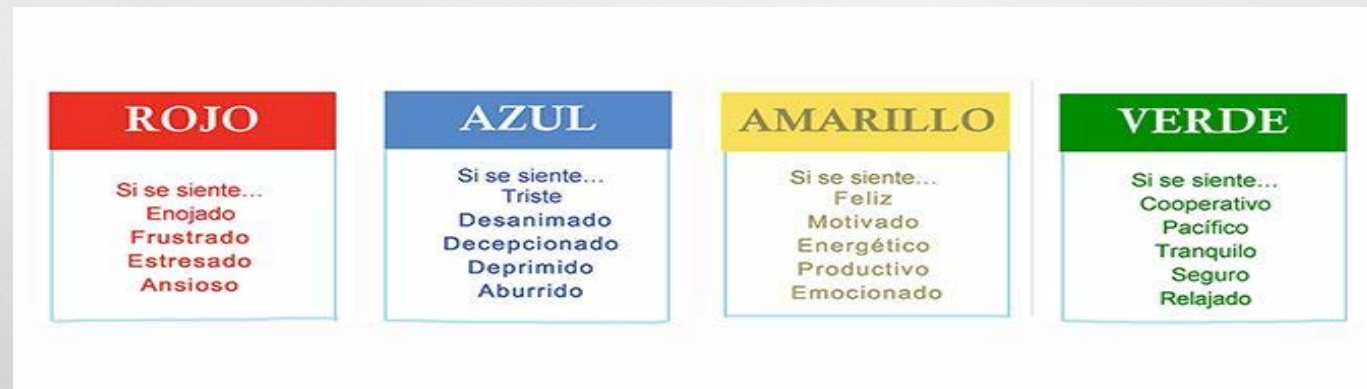 ROJO
Si se siente...
Enojado
Frustrado
Estresado
Ansioso
AZUL
Si se siente...
Triste
Desanimado
Decepcionado
Deprimido
Aburrido
AMARILLO
Si se siente...
Feliz
Motivado
Energético
Productivo
Emocionado
VERDE
Si se siente...
Cooperativo
Pacífico
Tranquilo
Seguro
Relajado